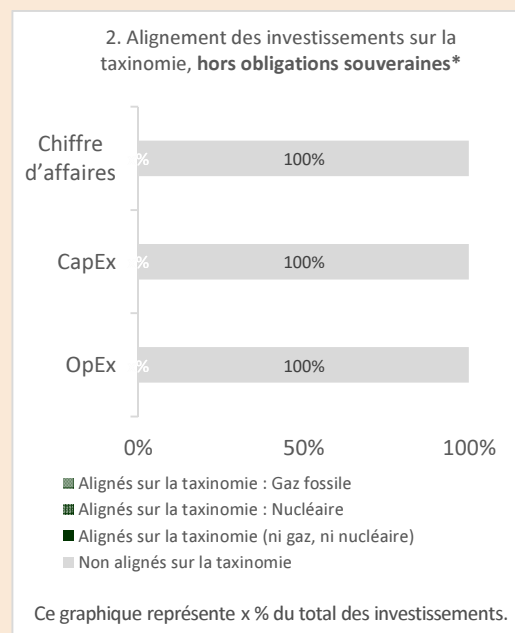 2. Alignement des investissements sur la
taxinomie, hors obligations souveraines*
Chiffre
d’affaires
%
100%
CapEx
%
100%
OpEx
%
100%
0%
50%
100%
Alignés sur la taxinomie : Gaz fossile
Alignés sur la taxinomie : Nucléaire
Alignés sur la taxinomie (ni gaz, ni nucléaire)
Non alignés sur la taxinomie
Ce graphique représente x % du total des investissements.